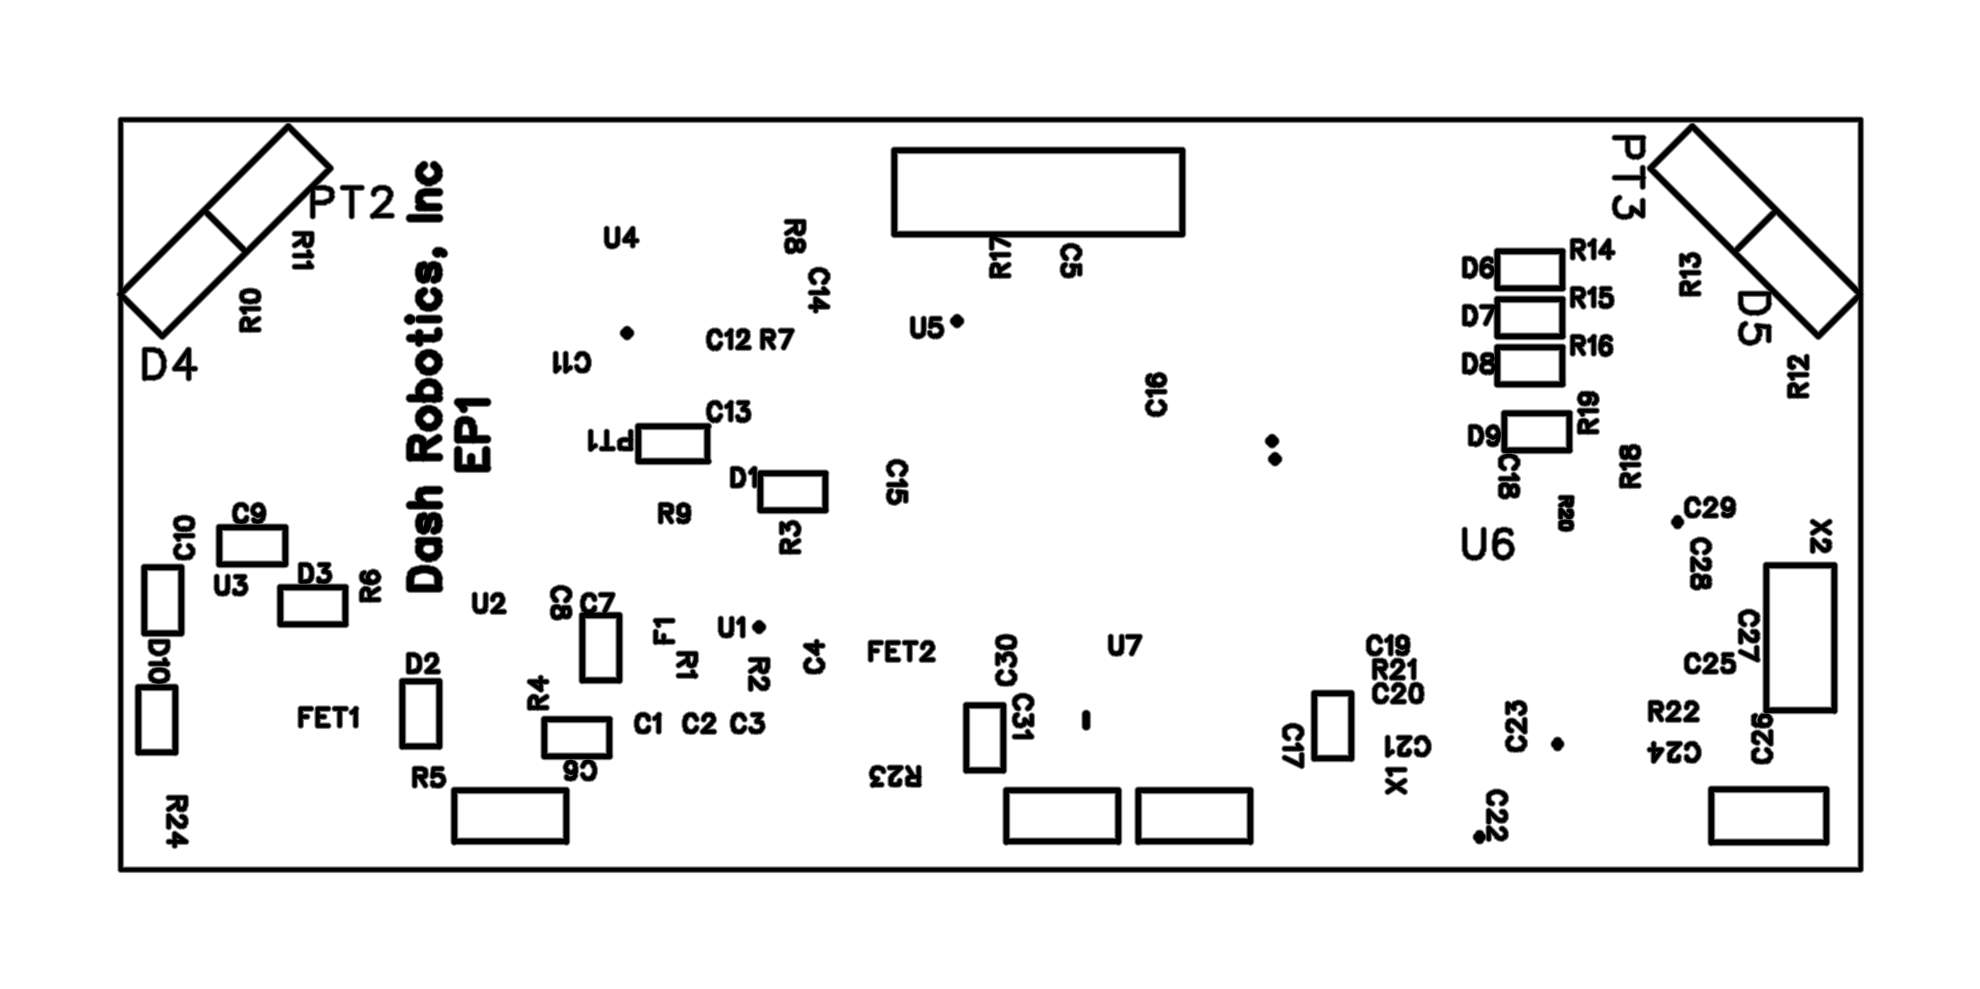 PT2
PT3
R11
U4
R8
R17
C5
D6
R14
R13
C14
R10
D7
R15
D5
U5
C12
R7
C11
D8
R16
D4
R12
Dash Robotics, Inc
EP1
C16
C13
PT1
D9
R19
D1
C15
C18
R18
R9
R3
R20
C9
C10
C29
X2
U6
C28
U3
D3
R6
U2
C8
C7
F1
U1
C4
FET2
C30
U7
C19
C27
D10
D2
R1
R2
R21
C25
R4
C20
FET1
C1
C2
C3
C31
C17
C21
C23
R22
C24
C26
R5
C6
R23
X1
R24
C22